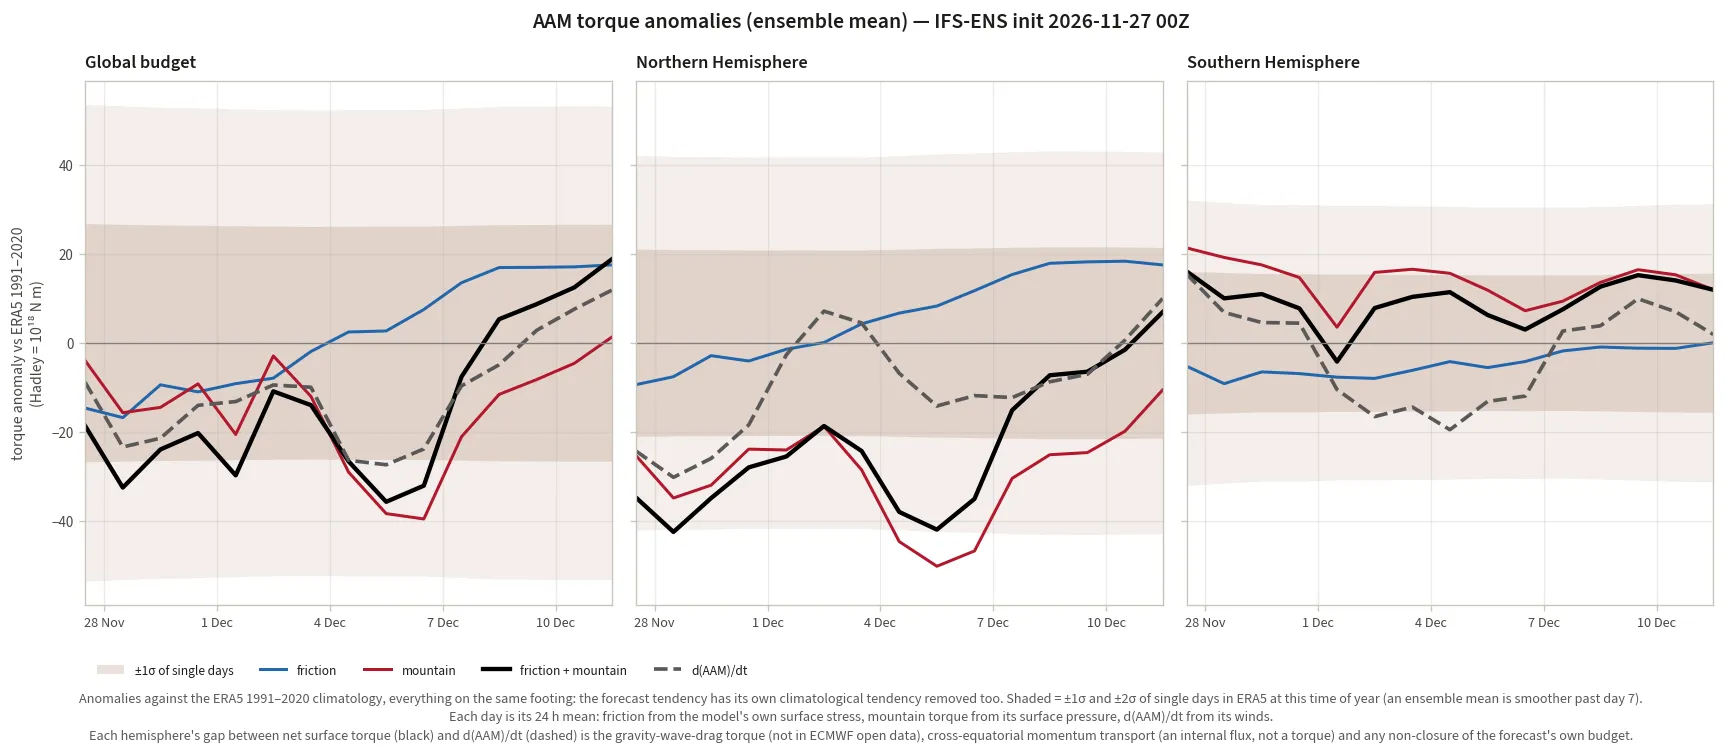 AAM torque anomalies (ensemble mean) — IFS-ENS init 2026-11-27 00Z
Global budget
Northern Hemisphere
Southern Hemisphere
torque anomaly vs ERA5 1991–2020
(Hadley = 10¹⁸ N m)
40
20
0
−20
−40
28 Nov
1 Dec
4 Dec
7 Dec
10 Dec
28 Nov
1 Dec
4 Dec
7 Dec
10 Dec
28 Nov
1 Dec
4 Dec
7 Dec
10 Dec
±1σ of single days
friction
mountain
friction + mountain
d(AAM)/dt
Anomalies against the ERA5 1991–2020 climatology, everything on the same footing: the forecast tendency has its own climatological tendency removed too. Shaded = ±1σ and ±2σ of single days in ERA5 at this time of year (an ensemble mean is smoother past day 7).
Each day is its 24 h mean: friction from the model's own surface stress, mountain torque from its surface pressure, d(AAM)/dt from its winds.
Each hemisphere's gap between net surface torque (black) and d(AAM)/dt (dashed) is the gravity-wave-drag torque (not in ECMWF open data), cross-equatorial momentum transport (an internal flux, not a torque) and any non-closure of the forecast's own budget.